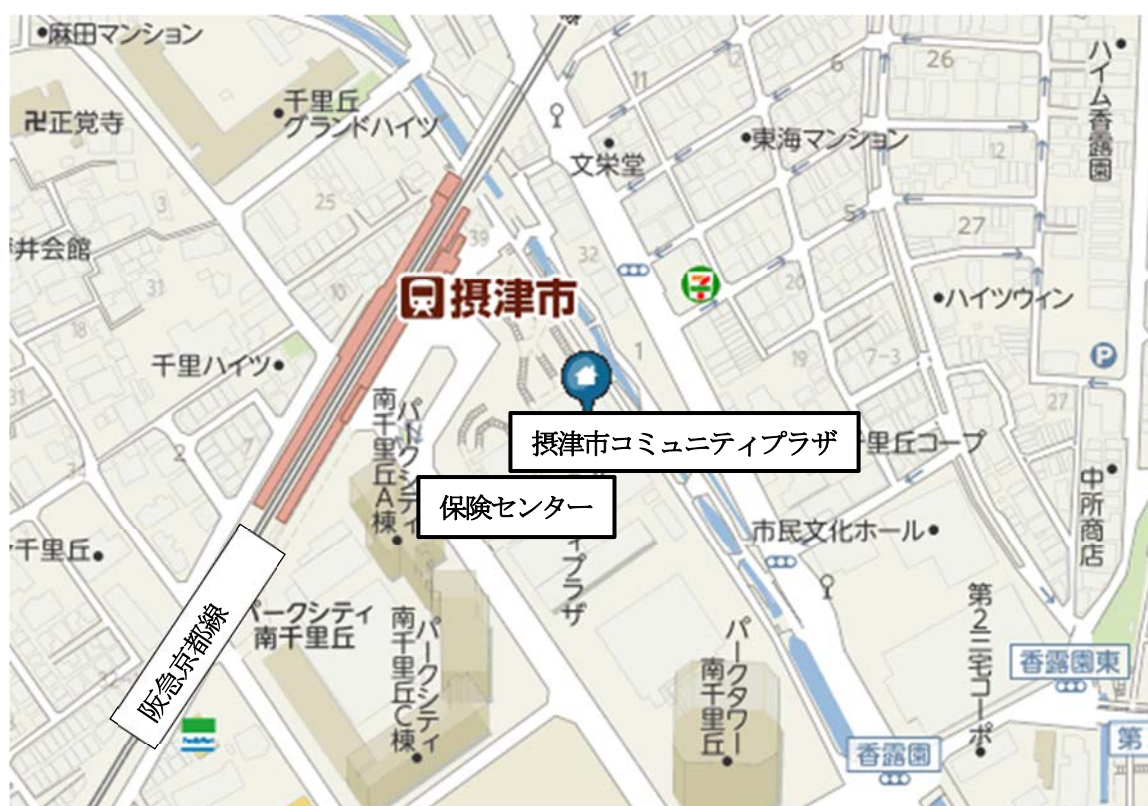 麻田マンション
卍正覚寺
千里丘
グランドハイツ
文栄堂
東海マンション
ハイム香露園
11
12
6
26
12
3
25
39
32
5
27
井会館
31
10
摂津市
20
ハイツウィン
千里ハイツ
1
19
7-3
P
31
27
2
7
パークシティ
南千里丘A棟
摂津市コミュニティプラザ
里丘コープ
保険センター
ィプラザ
市民文化ホール
中所商店
千里丘
阪急京都線
パークシティ
南千里丘
パークシティ
南千里丘C棟
パークタワー
南千里丘
第2三宅コーポ
香露園東
FamilyMart
香露園
第